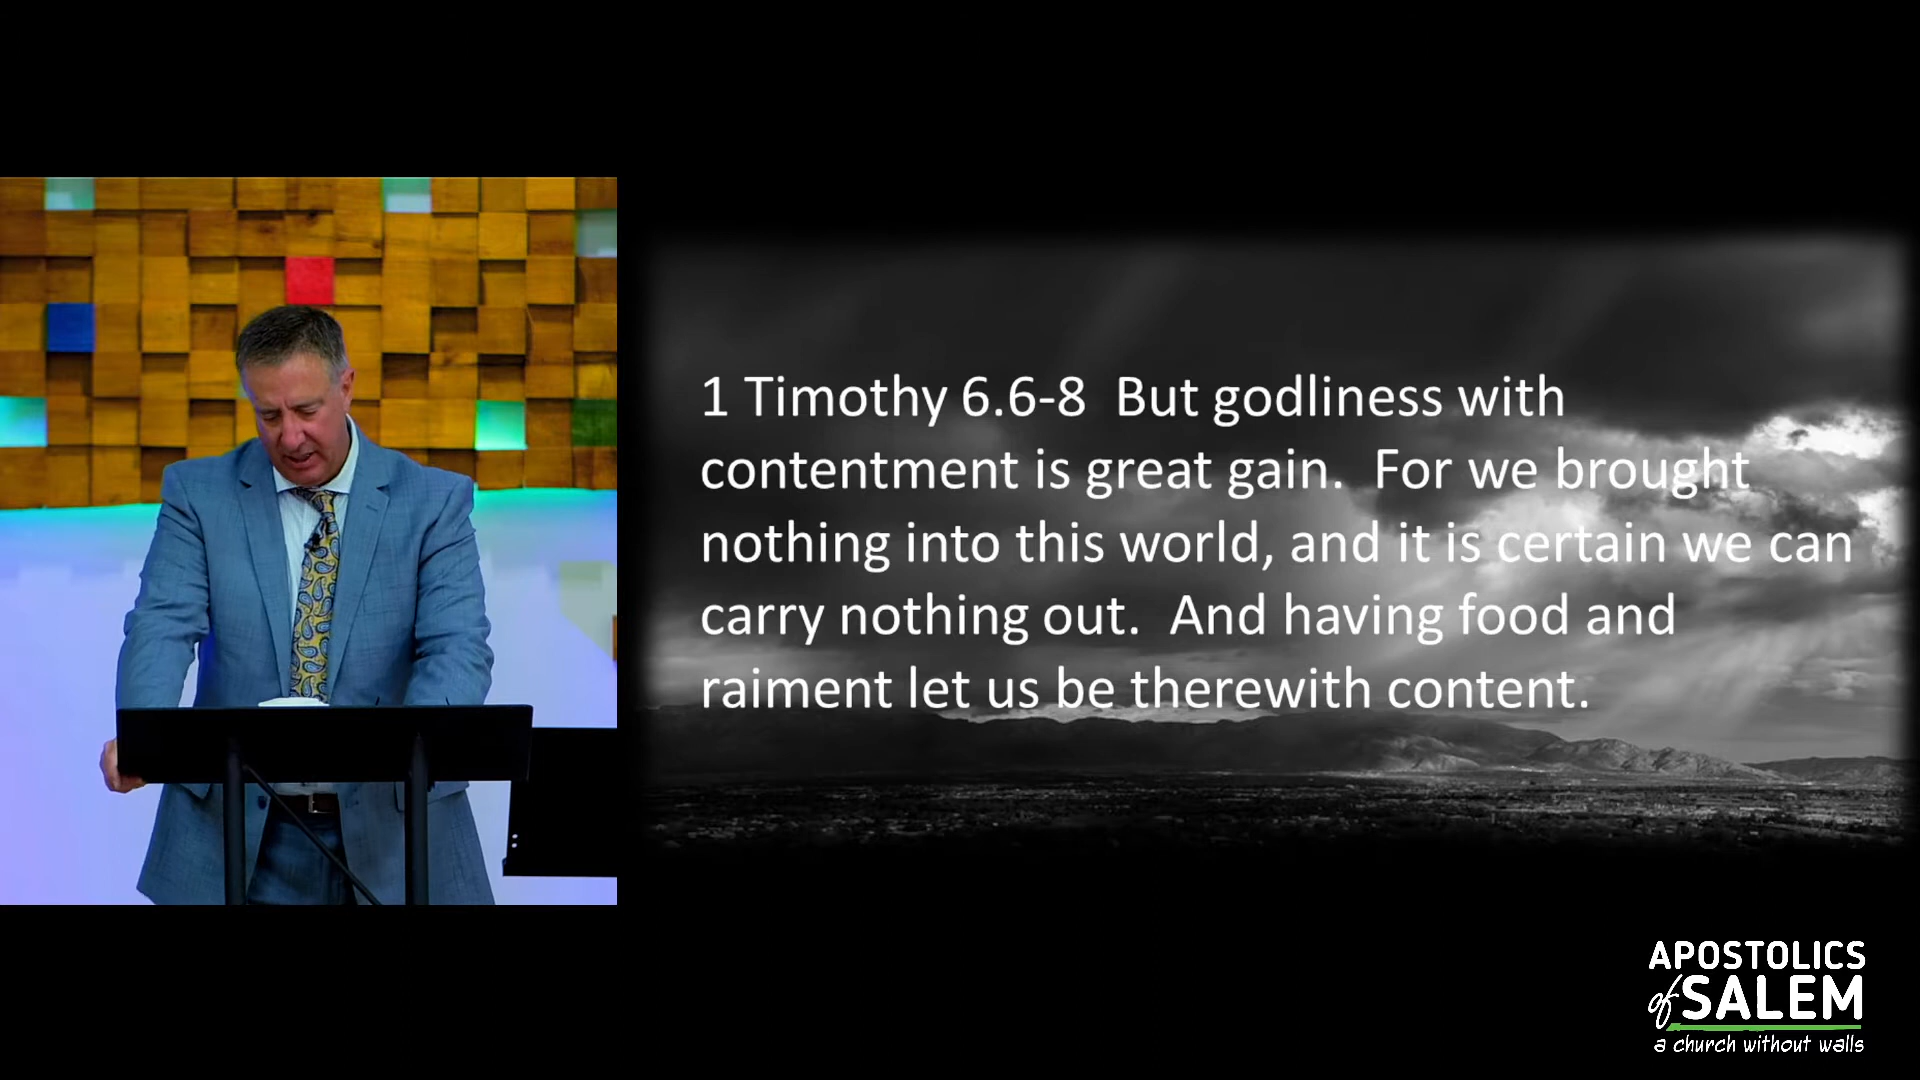 1 Timothy 6.6-8  But godliness with
contentment is great gain.  For we brought
nothing into this world, and it is certain we can
carry nothing out.  And having food and
raiment let us be therewith content.
APOSTOLICS
of SALEM
a church without walls